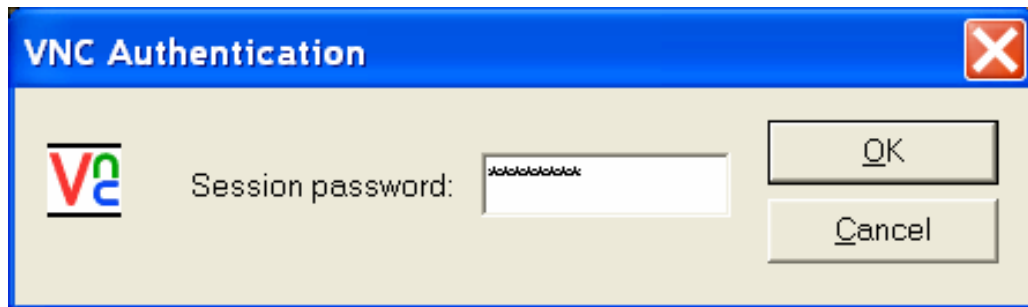 VNC Authentication
VNC
Session password:
*********
OK
Cancel